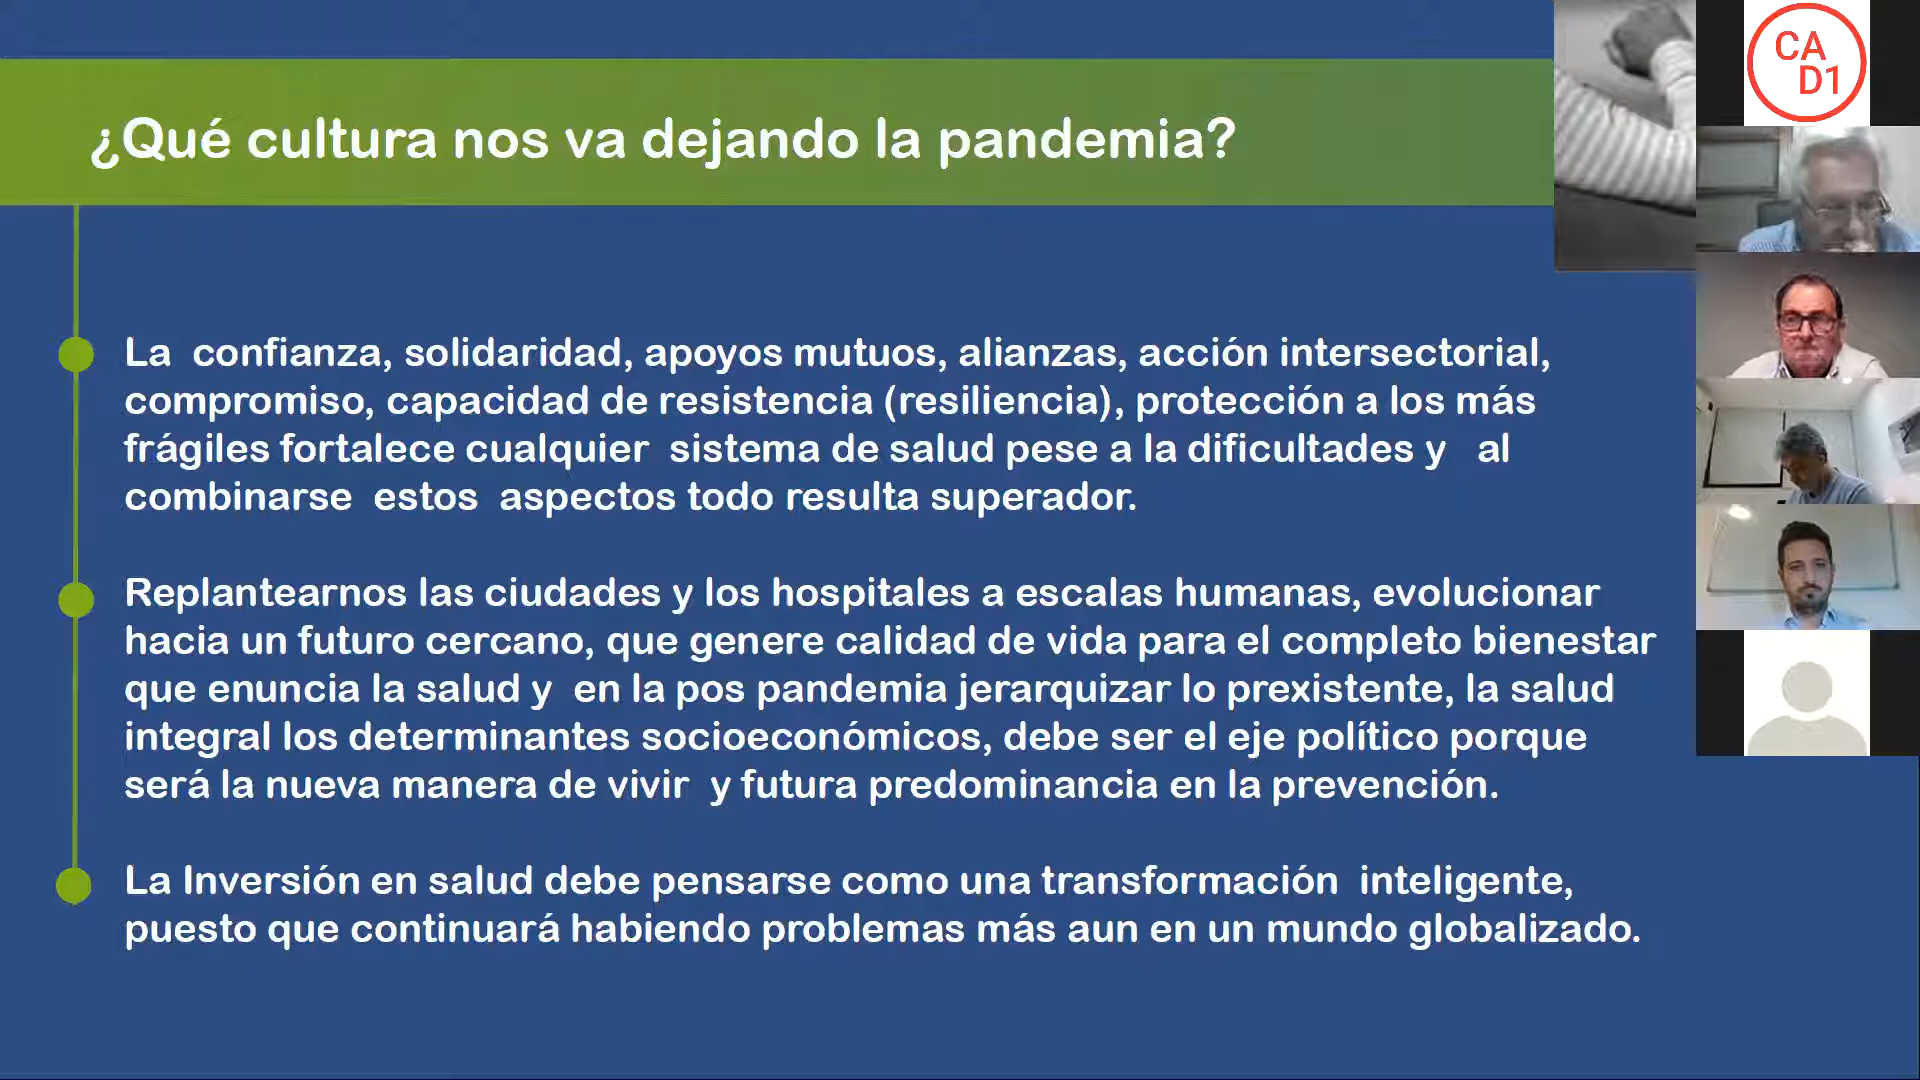 ¿Qué cultura nos va dejando la pandemia?
La confianza, solidaridad, apoyos mutuos, alianzas, acción intersectorial,
compromiso, capacidad de resistencia (resiliencia), protección a los más
frágiles fortalece cualquier sistema de salud pese a la dificultades y al
combinarse estos aspectos todo resulta superador.
Replantearnos las ciudades y los hospitales a escalas humanas, evolucionar
hacia un futuro cercano, que genere calidad de vida para el completo bienestar
que enuncia la salud y en la pos pandemia jerarquizar lo prexistente, la salud
integral los determinantes socioeconómicos, debe ser el eje político porque
será la nueva manera de vivir y futura predominancia en la prevención.
La Inversión en salud debe pensarse como una transformación inteligente,
puesto que continuará habiendo problemas más aun en un mundo globalizado.
CA
D1